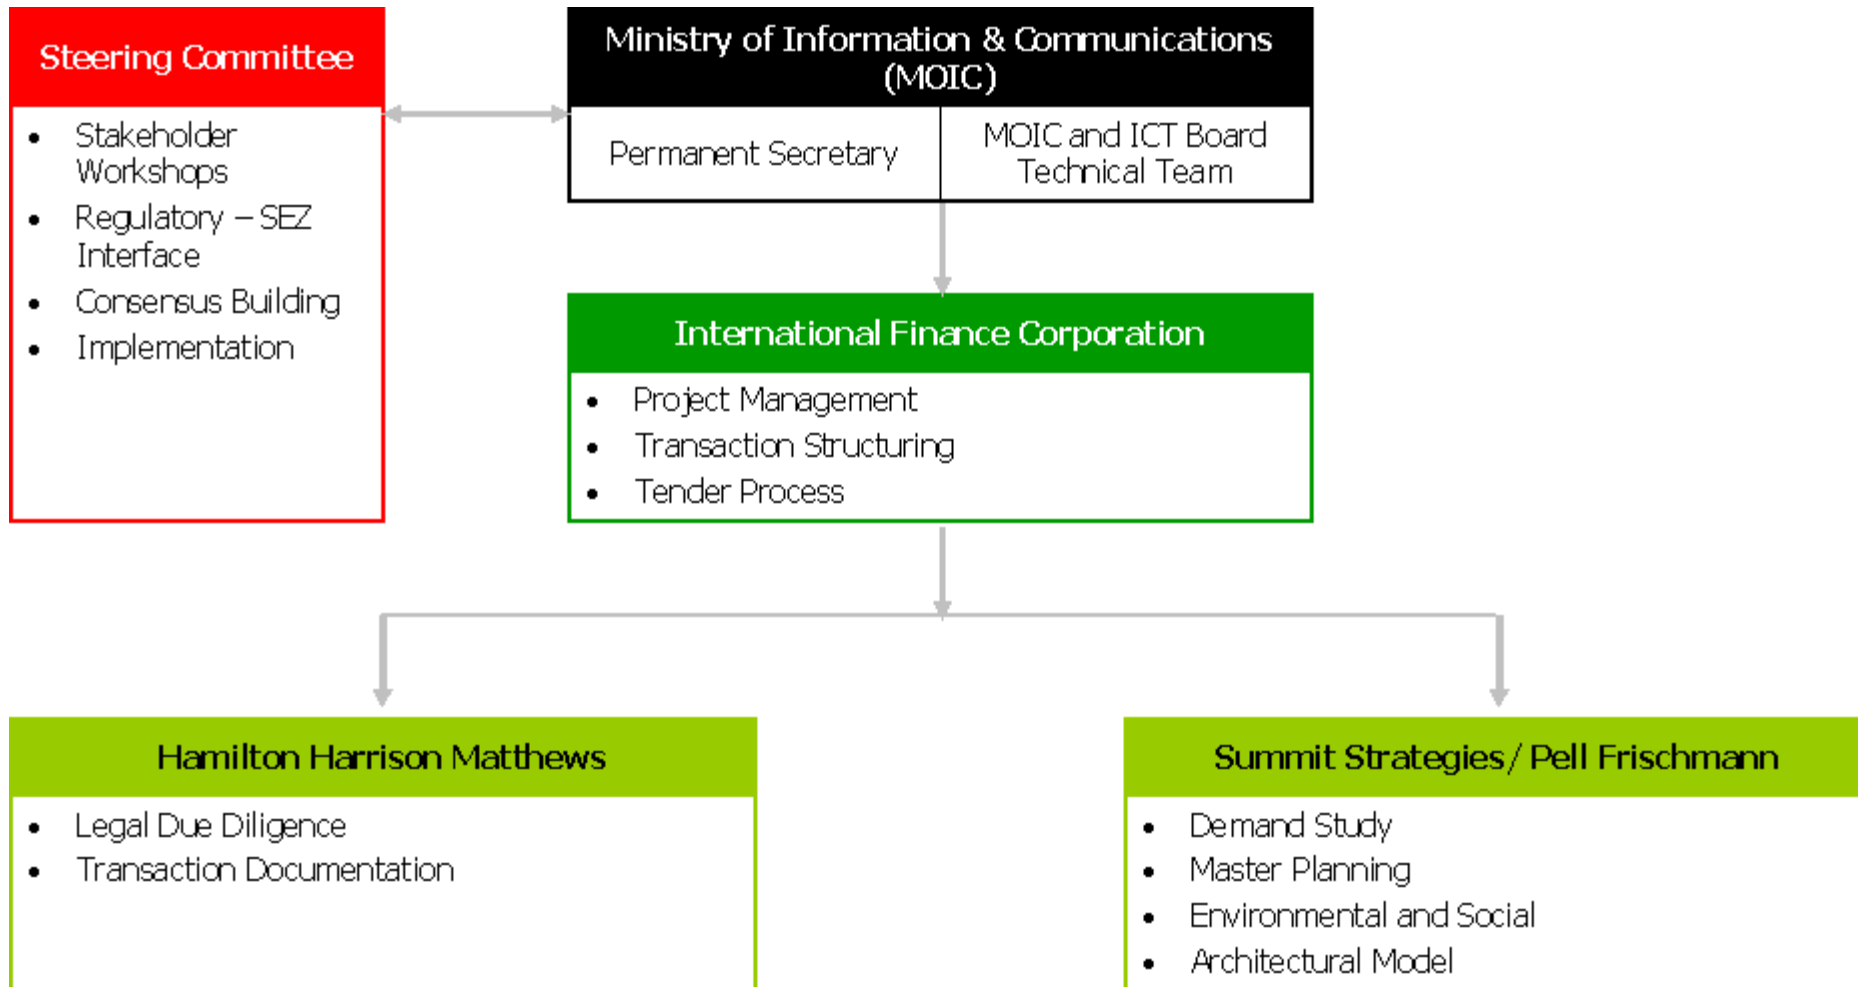 Steering Committee
• Stakeholder
Workshops
• Regulatory – SEZ
Interface
• Consensus Building
• Implementation
Ministry of Information & Communications
(MOIC)
Permanent Secretary
MOIC and ICT Board
Technical Team
International Finance Corporation
• Project Management
• Transaction Structuring
• Tender Process
Hamilton Harrison Matthews
• Legal Due Diligence
• Transaction Documentation
Summit Strategies/ Pell Frischmann
• Demand Study
• Master Planning
• Environmental and Social
• Architectural Model